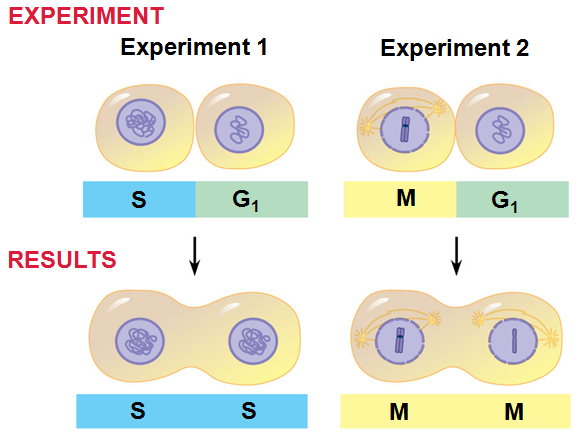 EXPERIMENT
Experiment 1
Experiment 2
S G₁
M G₁
RESULTS
S S
M M